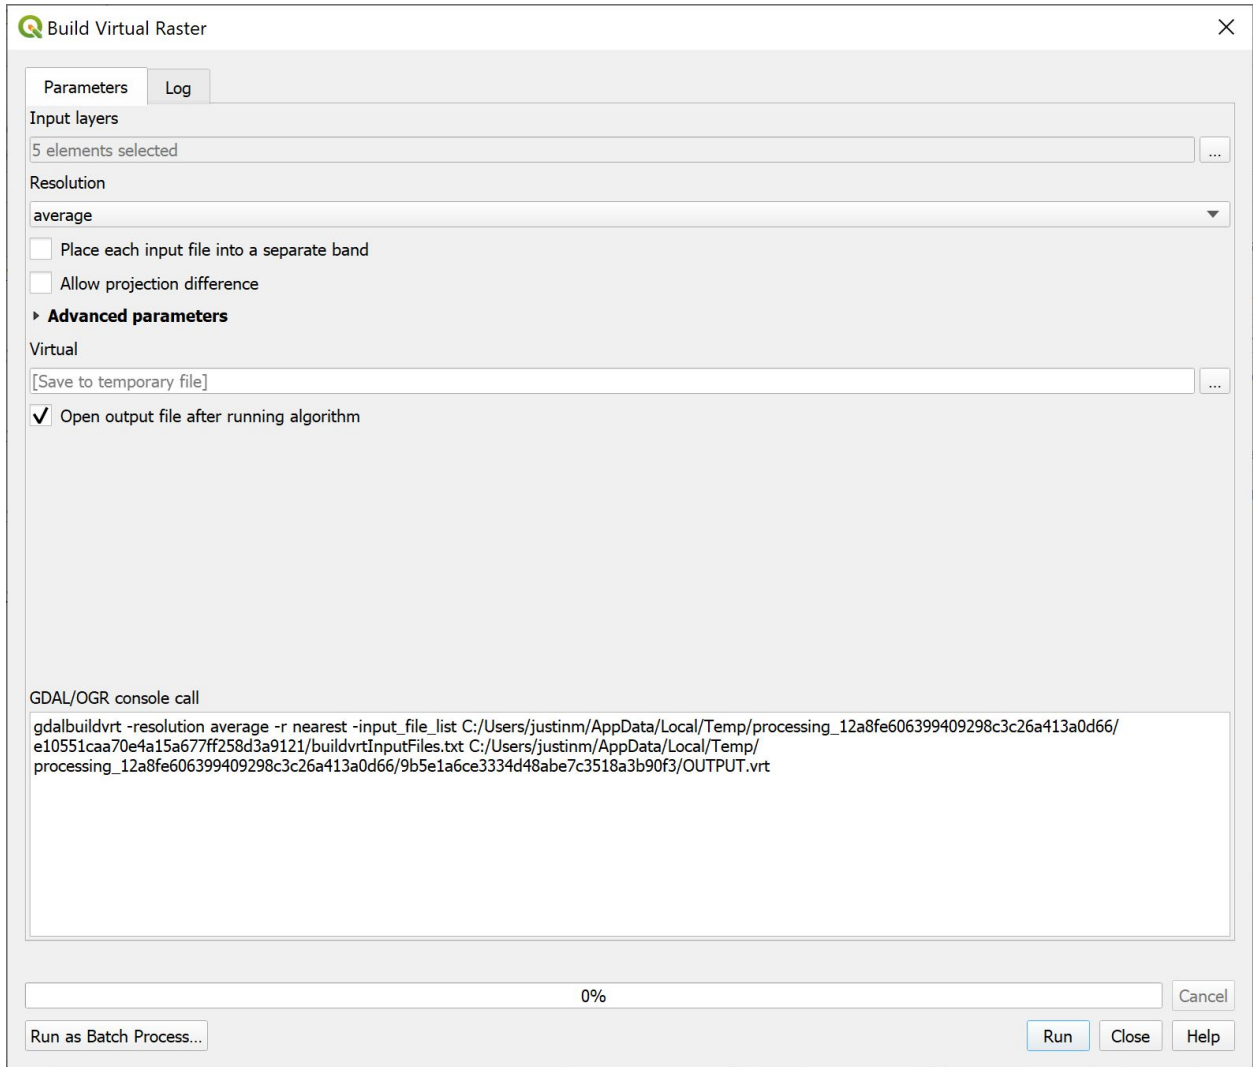 Build Virtual Raster
Parameters
Log
Input layers
5 elements selected
...
Resolution
average
Place each input file into a separate band
Allow projection difference
Advanced parameters
Virtual
[Save to temporary file]
...
Open output file after running algorithm
GDAL/OGR console call
gdalbuildvrt -resolution average -r nearest -input_file_list C:/Users/justinm/AppData/Local/Temp/processing_12a8fe606399409298c3c26a413a0d66/
e10551caa70e4a15a677ff258d3a9121/buildvrtInputFiles.txt C:/Users/justinm/AppData/Local/Temp/
processing_12a8fe606399409298c3c26a413a0d66/9b5e1a6ce3334d48abe7c3518a3b90f3/OUTPUT.vrt
0%
Cancel
Run as Batch Process...
Run
Close
Help